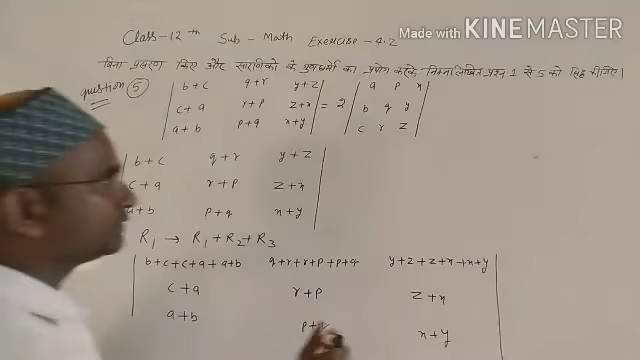 Made with KINEMASTER
Class-12th Sub - Math Exercise - 4.2
बिना प्रसरण किए और सारणिकों के गुणधर्मों का प्रयोग करके निम्नलिखित प्रश्न 1 से 5 को सिद्ध कीजिए।
Question 5
b+c q+r y+z
c+a r+p z+x
a+b p+q x+y
= 2
a p x
b q y
c r z
b+c q+r y+z
c+a r+p z+x
a+b p+q x+y
R1 → R1 + R2 + R3
b+c+c+a+a+b q+r+r+p+p+q y+z+z+x+x+y
c+a r+p z+x
a+b p+q x+y